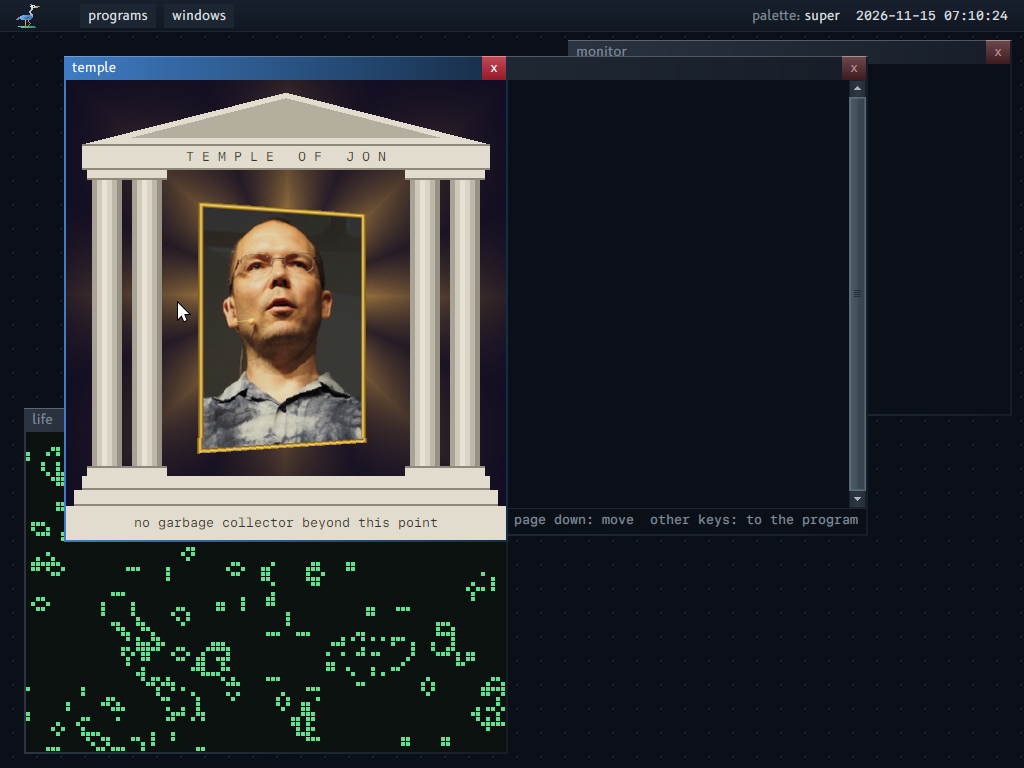 programs windows palette: super 2026-11-15 07:10:24
monitor x
temple x x
TEMPLE OF JON
life
no garbage collector beyond this point
page down: move other keys: to the program